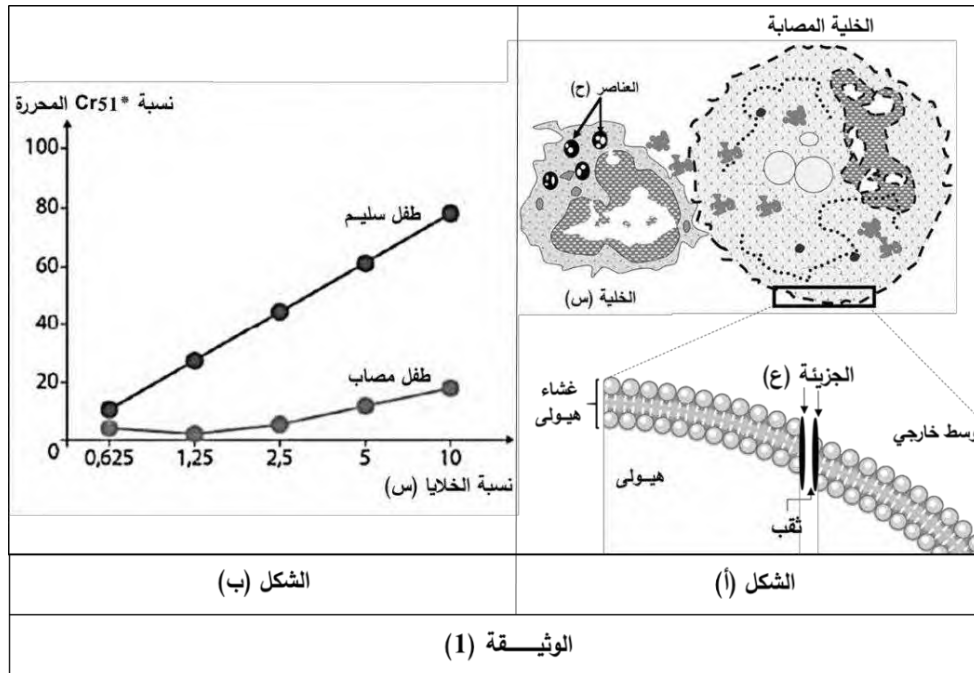 الخلية المصابة
العناصر (ح)
الخلية (س)
الجزيئة (ع)
غشاء
هيولى
وسط خارجي
هيولى
ثقب
نسبة Cr51* المحررة
100
80
60
40
20
0
طفل سليم
طفل مصاب
0,625 1,25 2,5 5 10
نسبة الخلايا (س)
الشكل (أ)
الشكل (ب)
الوثيقة (1)